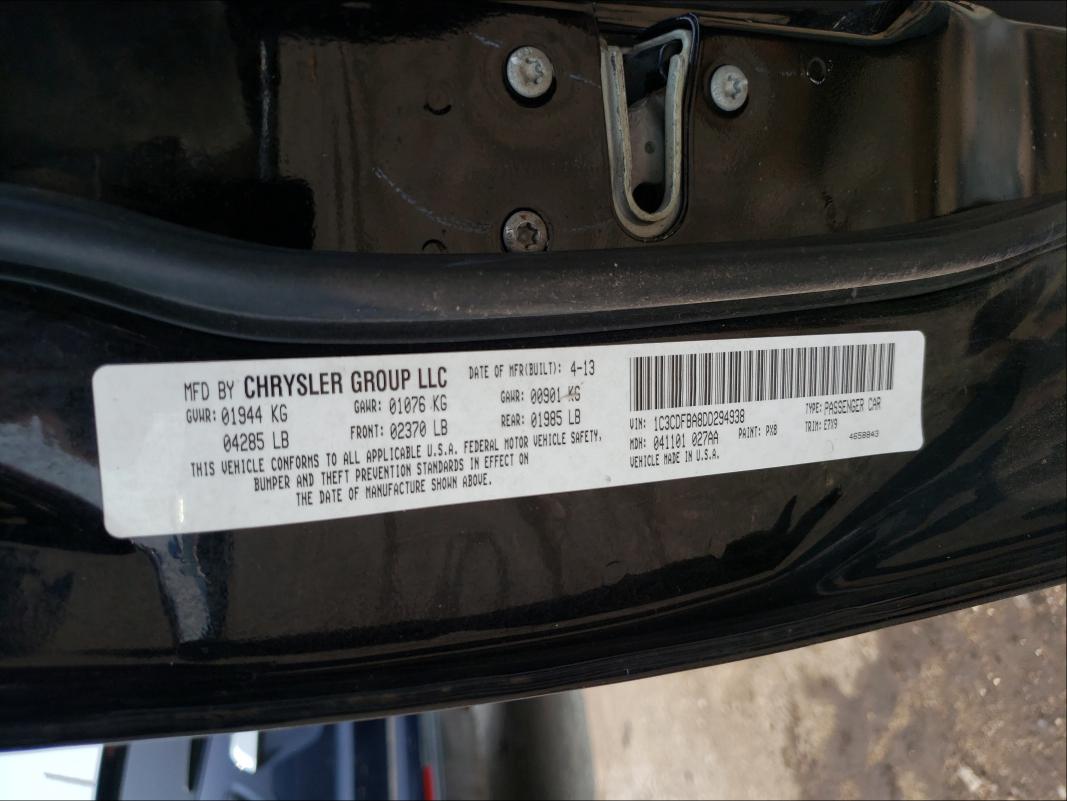 MFD BY CHRYSLER GROUP LLC DATE OF MFR(BUILT): 4-13
GVWR: 01944 KG GAWR: 01076 KG GAWR: 00901 KG
04285 LB FRONT: 02370 LB REAR: 01985 LB
THIS VEHICLE CONFORMS TO ALL APPLICABLE U.S.A. FEDERAL MOTOR VEHICLE SAFETY,
BUMPER AND THEFT PREVENTION STANDARDS IN EFFECT ON
THE DATE OF MANUFACTURE SHOWN ABOVE.
VIN: 1C3CDFBA8DD294938 TYPE: PASSENGER CAR
MDH: 041101 027AA PAINT: PX8 TRIM: E7X9
VEHICLE MADE IN U.S.A. 4658843